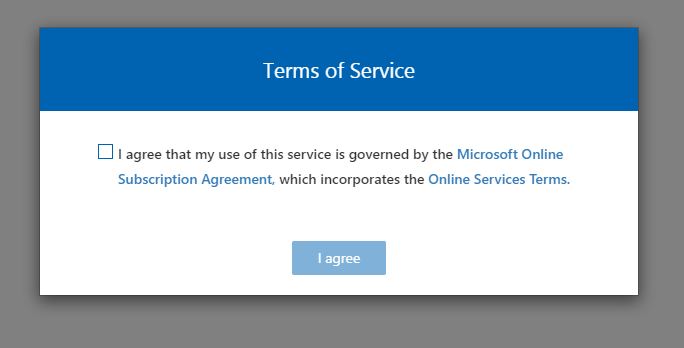 Terms of Service
I agree that my use of this service is governed by the Microsoft Online
Subscription Agreement, which incorporates the Online Services Terms.
I agree